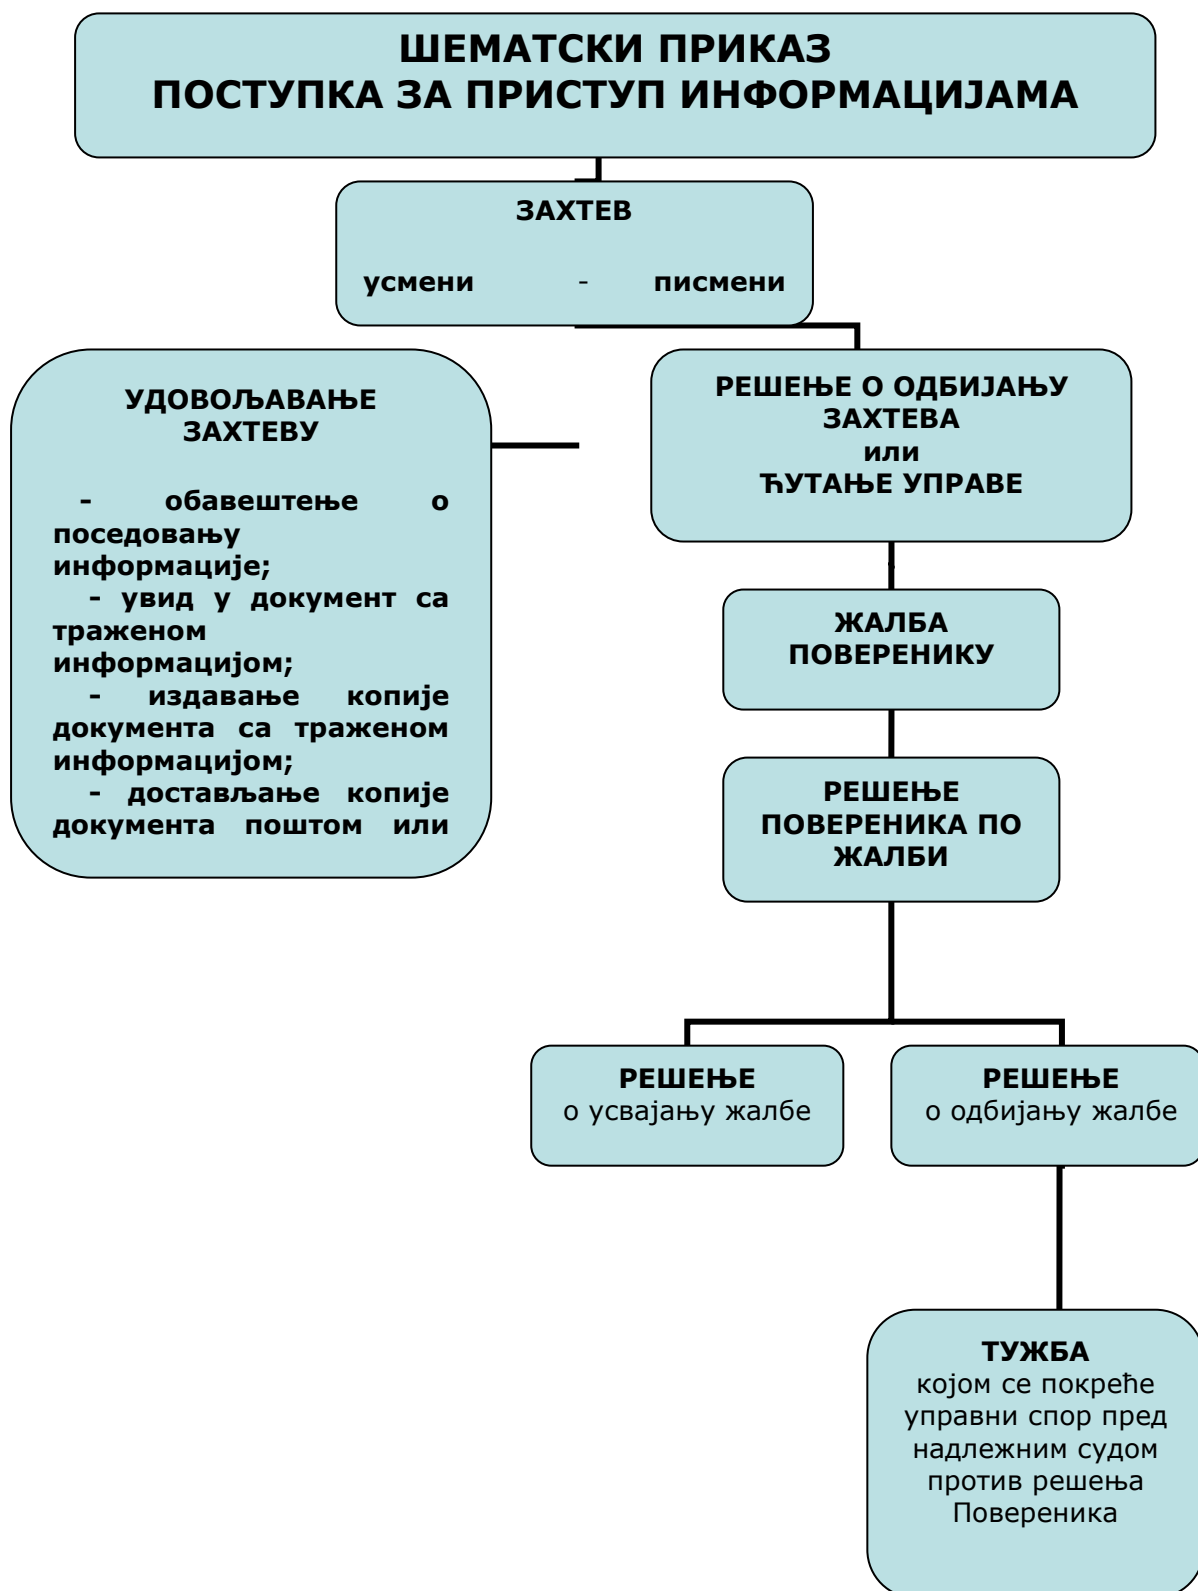 ШЕМАТСКИ ПРИКАЗ
ПОСТУПКА ЗА ПРИСТУП ИНФОРМАЦИЈАМА
ЗАХТЕВ
усмени - писмени
УДОВОЉАВАЊЕ
ЗАХТЕВУ
- обавештење о
поседовању
информације;
- увид у документ са
траженом
информацијом;
- издавање копије
документа са траженом
информацијом;
- достављање копије
документа поштом или
РЕШЕЊЕ О ОДБИЈАЊУ
ЗАХТЕВА
или
ЋУТАЊЕ УПРАВЕ
ЖАЛБА
ПОВЕРЕНИКУ
РЕШЕЊЕ
ПОВЕРЕНИКА ПО
ЖАЛБИ
РЕШЕЊЕ
о усвајању жалбе
РЕШЕЊЕ
о одбијању жалбе
ТУЖБА
којом се покреће
управни спор пред
надлежним судом
против решења
Повереника